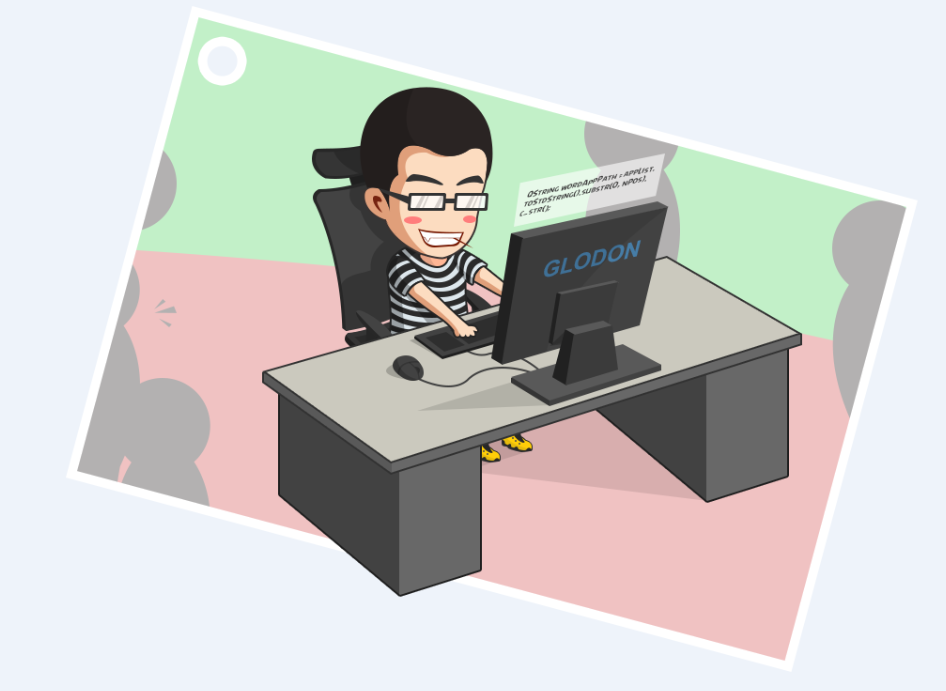 QString wordAppPath = appList.
toStdString().substr(0, nPos).
c_str();
GLODON